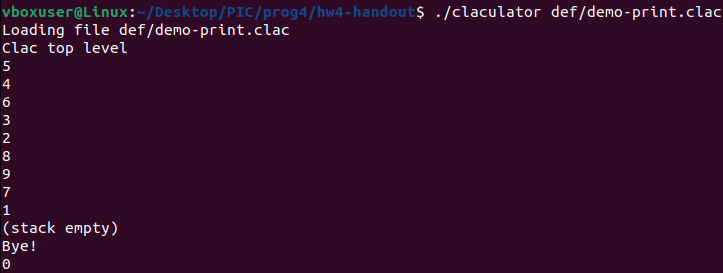 vboxuser@Linux:~/Desktop/PIC/prog4/hw4-handout$ ./claculator def/demo-print.clac
Loading file def/demo-print.clac
Clac top level
5
4
6
3
2
8
9
7
1
(stack empty)
Bye!
0